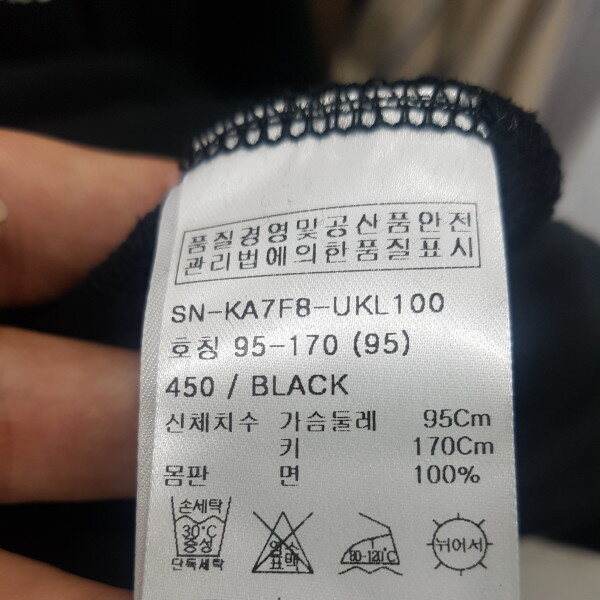 품질경영및공산품안전
관리법에의한품질표시
SN-KA7F8-UKL100
호칭 95-170 (95)
450 / BLACK
신체치수 가슴둘레 95Cm
키 170Cm
몸판 면 100%
손세탁
30°C
중성
단독세탁
염소
표백
80-120°C
뉘어서